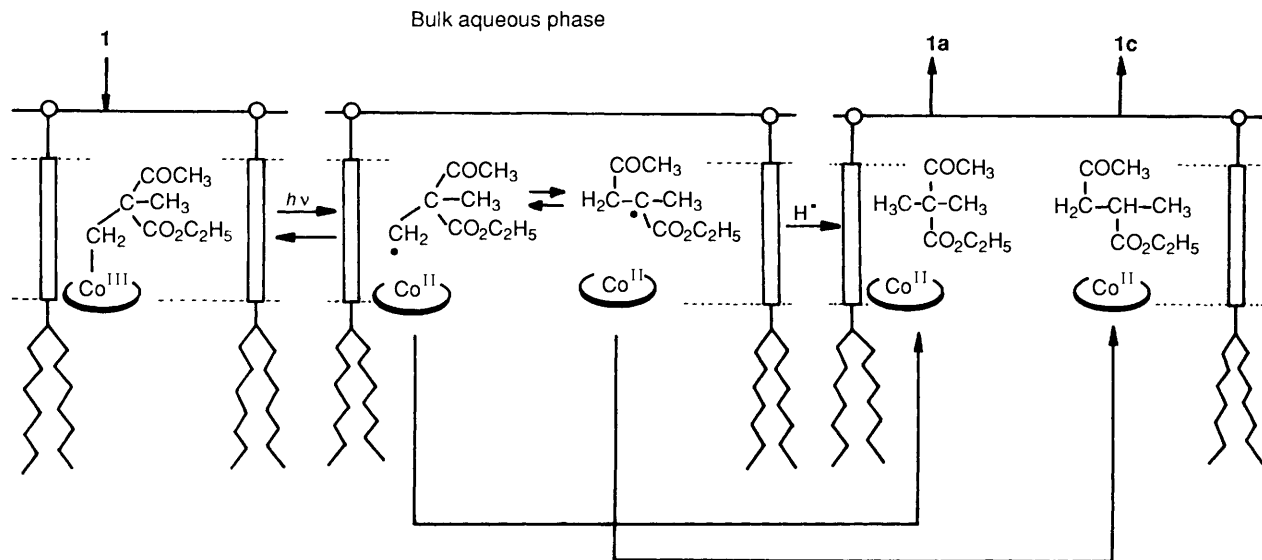 Bulk aqueous phase
1
1a
1c
COCH₃
C—CH₃
CH₂
CO₂C₂H₅
Coᴵᴵᴵ
hν
COCH₃
C—CH₃
CH₂
•
CO₂C₂H₅
Coᴵᴵ
COCH₃
H₂C—C—CH₃
•
CO₂C₂H₅
Coᴵᴵ
H•
COCH₃
H₃C—C—CH₃
CO₂C₂H₅
Coᴵᴵ
COCH₃
H₂C—CH—CH₃
CO₂C₂H₅
Coᴵᴵ